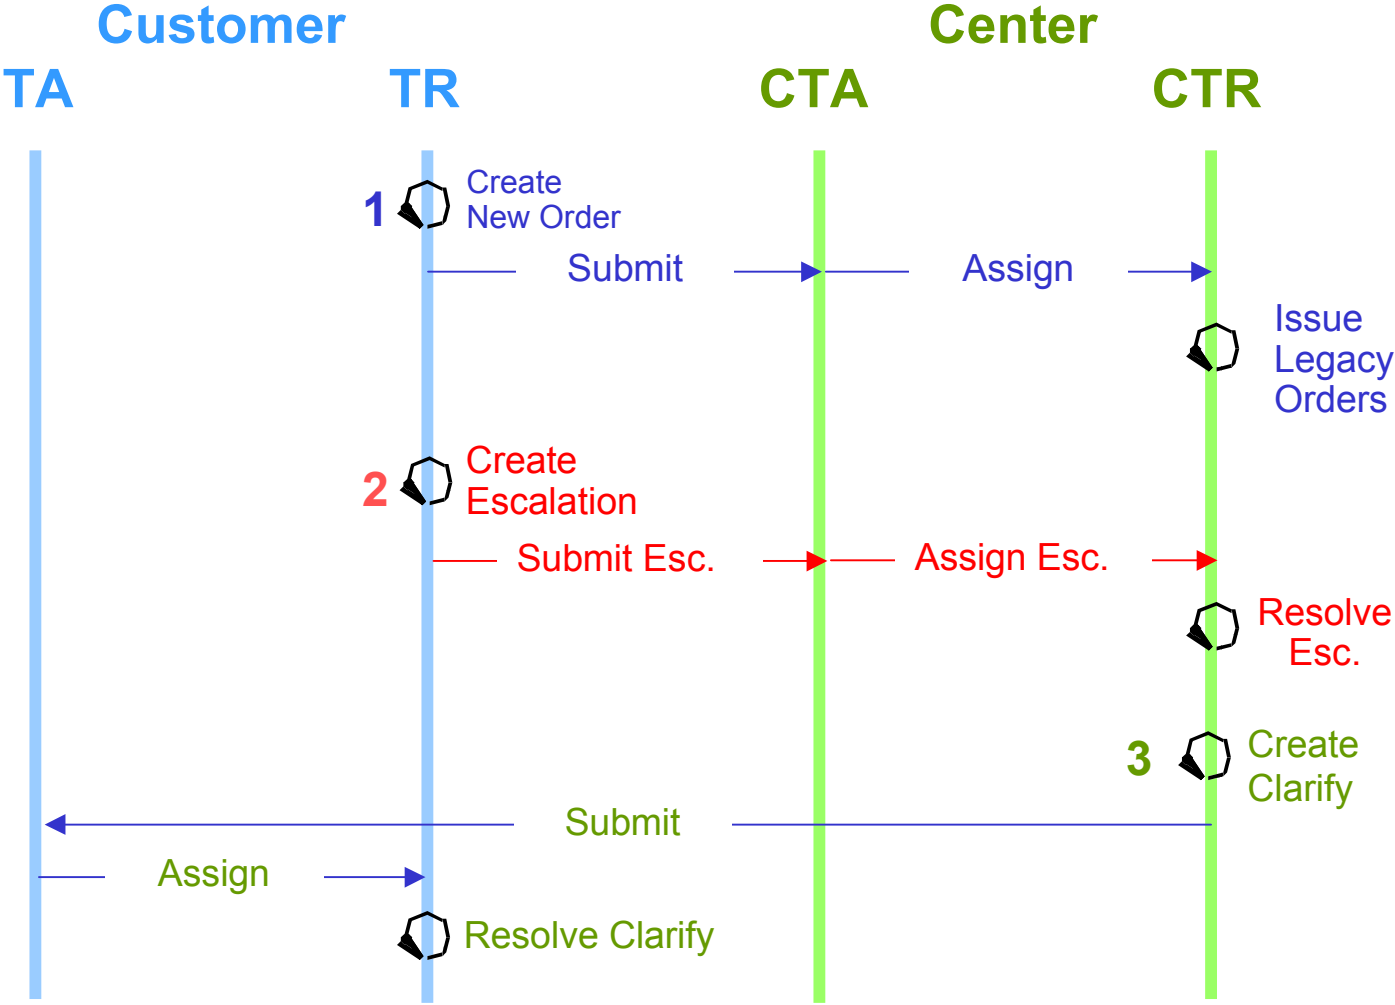 Customer
Center
TA
TR
CTA
CTR
1
Create
New Order
Submit
Assign
Issue
Legacy
Orders
2
Create
Escalation
Submit Esc.
Assign Esc.
Resolve
Esc.
3
Create
Clarify
Submit
Assign
Resolve Clarify